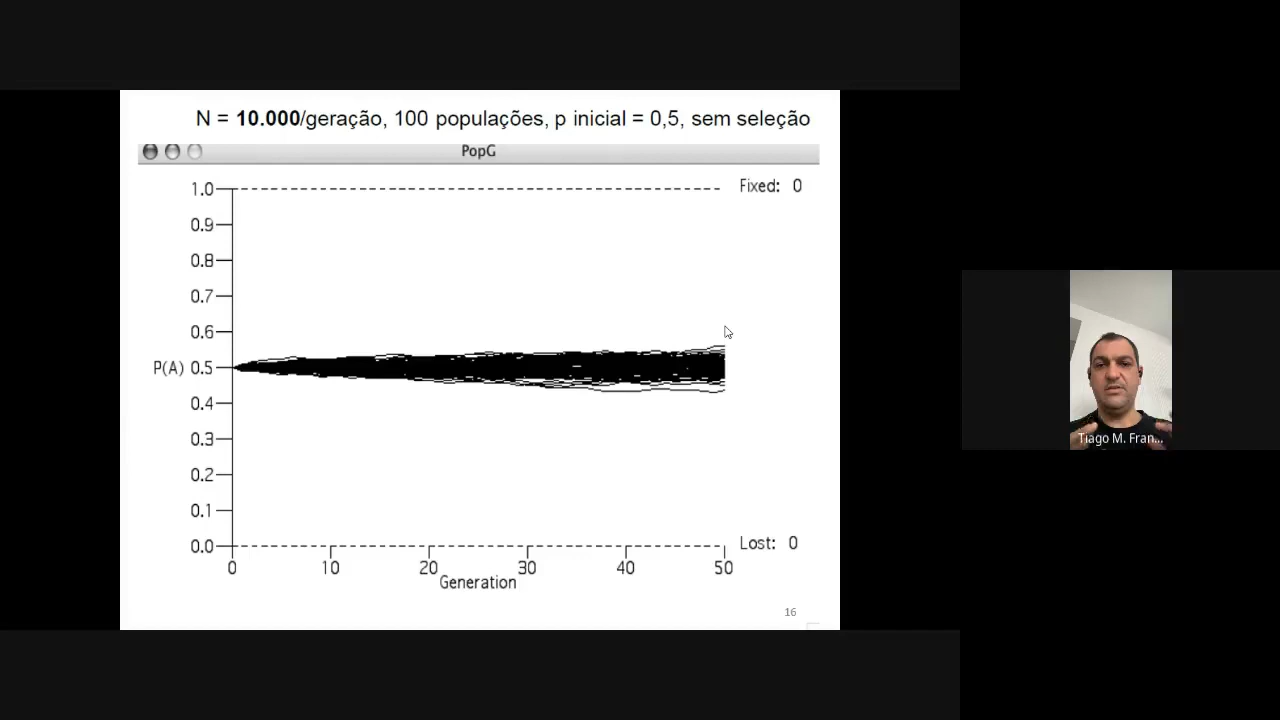 N = 10.000/geração, 100 populações, p inicial = 0,5, sem seleção
PopG
1.0
Fixed: 0
0.9
0.8
0.7
0.6
P(A) 0.5
0.4
0.3
0.2
0.1
0.0
Lost: 0
0 10 20 30 40 50
Generation
16
Tiago M. Fran...